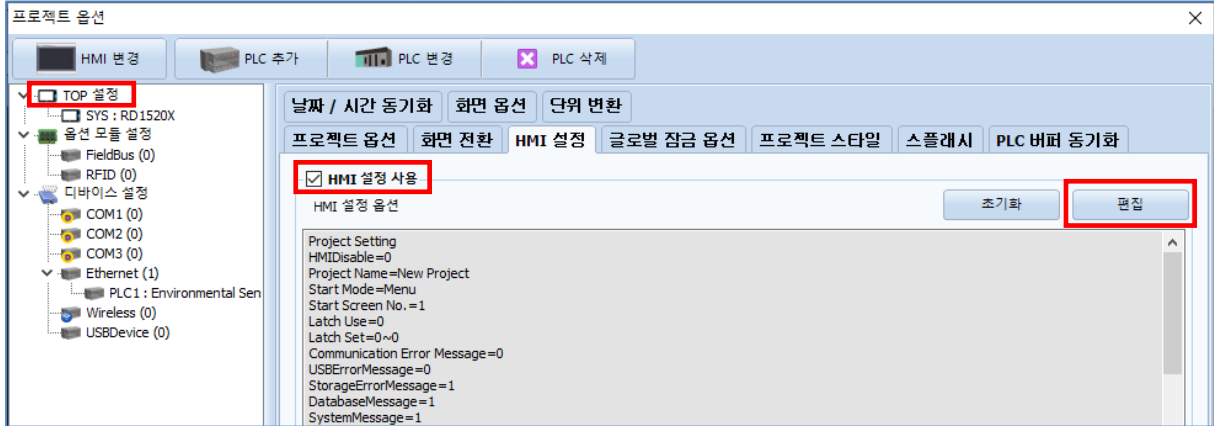 프로젝트 옵션
HMI 변경
PLC 추가
PLC 변경
PLC 삭제
TOP 설정
SYS : RD1520X
옵션 모듈 설정
FieldBus (0)
RFID (0)
디바이스 설정
COM1 (0)
COM2 (0)
COM3 (0)
Ethernet (1)
PLC1 : Environmental Sen
Wireless (0)
USBDevice (0)
날짜 / 시간 동기화 화면 옵션 단위 변환
프로젝트 옵션 화면 전환 HMI 설정 글로벌 잠금 옵션 프로젝트 스타일 스플래시 PLC 버퍼 동기화
HMI 설정 사용
HMI 설정 옵션
초기화
편집
Project Setting
HMIDisable=0
Project Name=New Project
Start Mode=Menu
Start Screen No.=1
Latch Use=0
Latch Set=0~0
Communication Error Message=0
USBErrorMessage=0
StorageErrorMessage=1
DatabaseMessage=1
SystemMessage=1